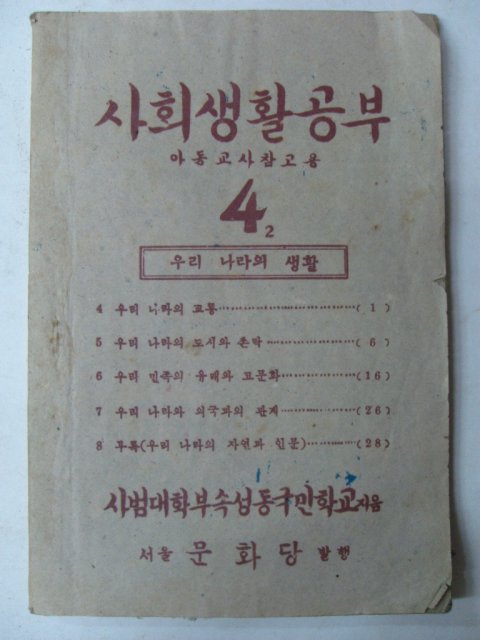 사회생활공부
아동교사참고용
4 2
우리 나라의 생활
4 우리 나라의 교통 ………………………( 1 )
5 우리 나라의 도시와 촌락 ………………( 6 )
6 우리 민족의 유래와 고문화 ……………(16)
7 우리 나라와 외국과의 관계 ……………(26)
8 부록(우리 나라의 자연과 인문) …………(28)
사범대학부속성동국민학교지음
서울 문화당 발행